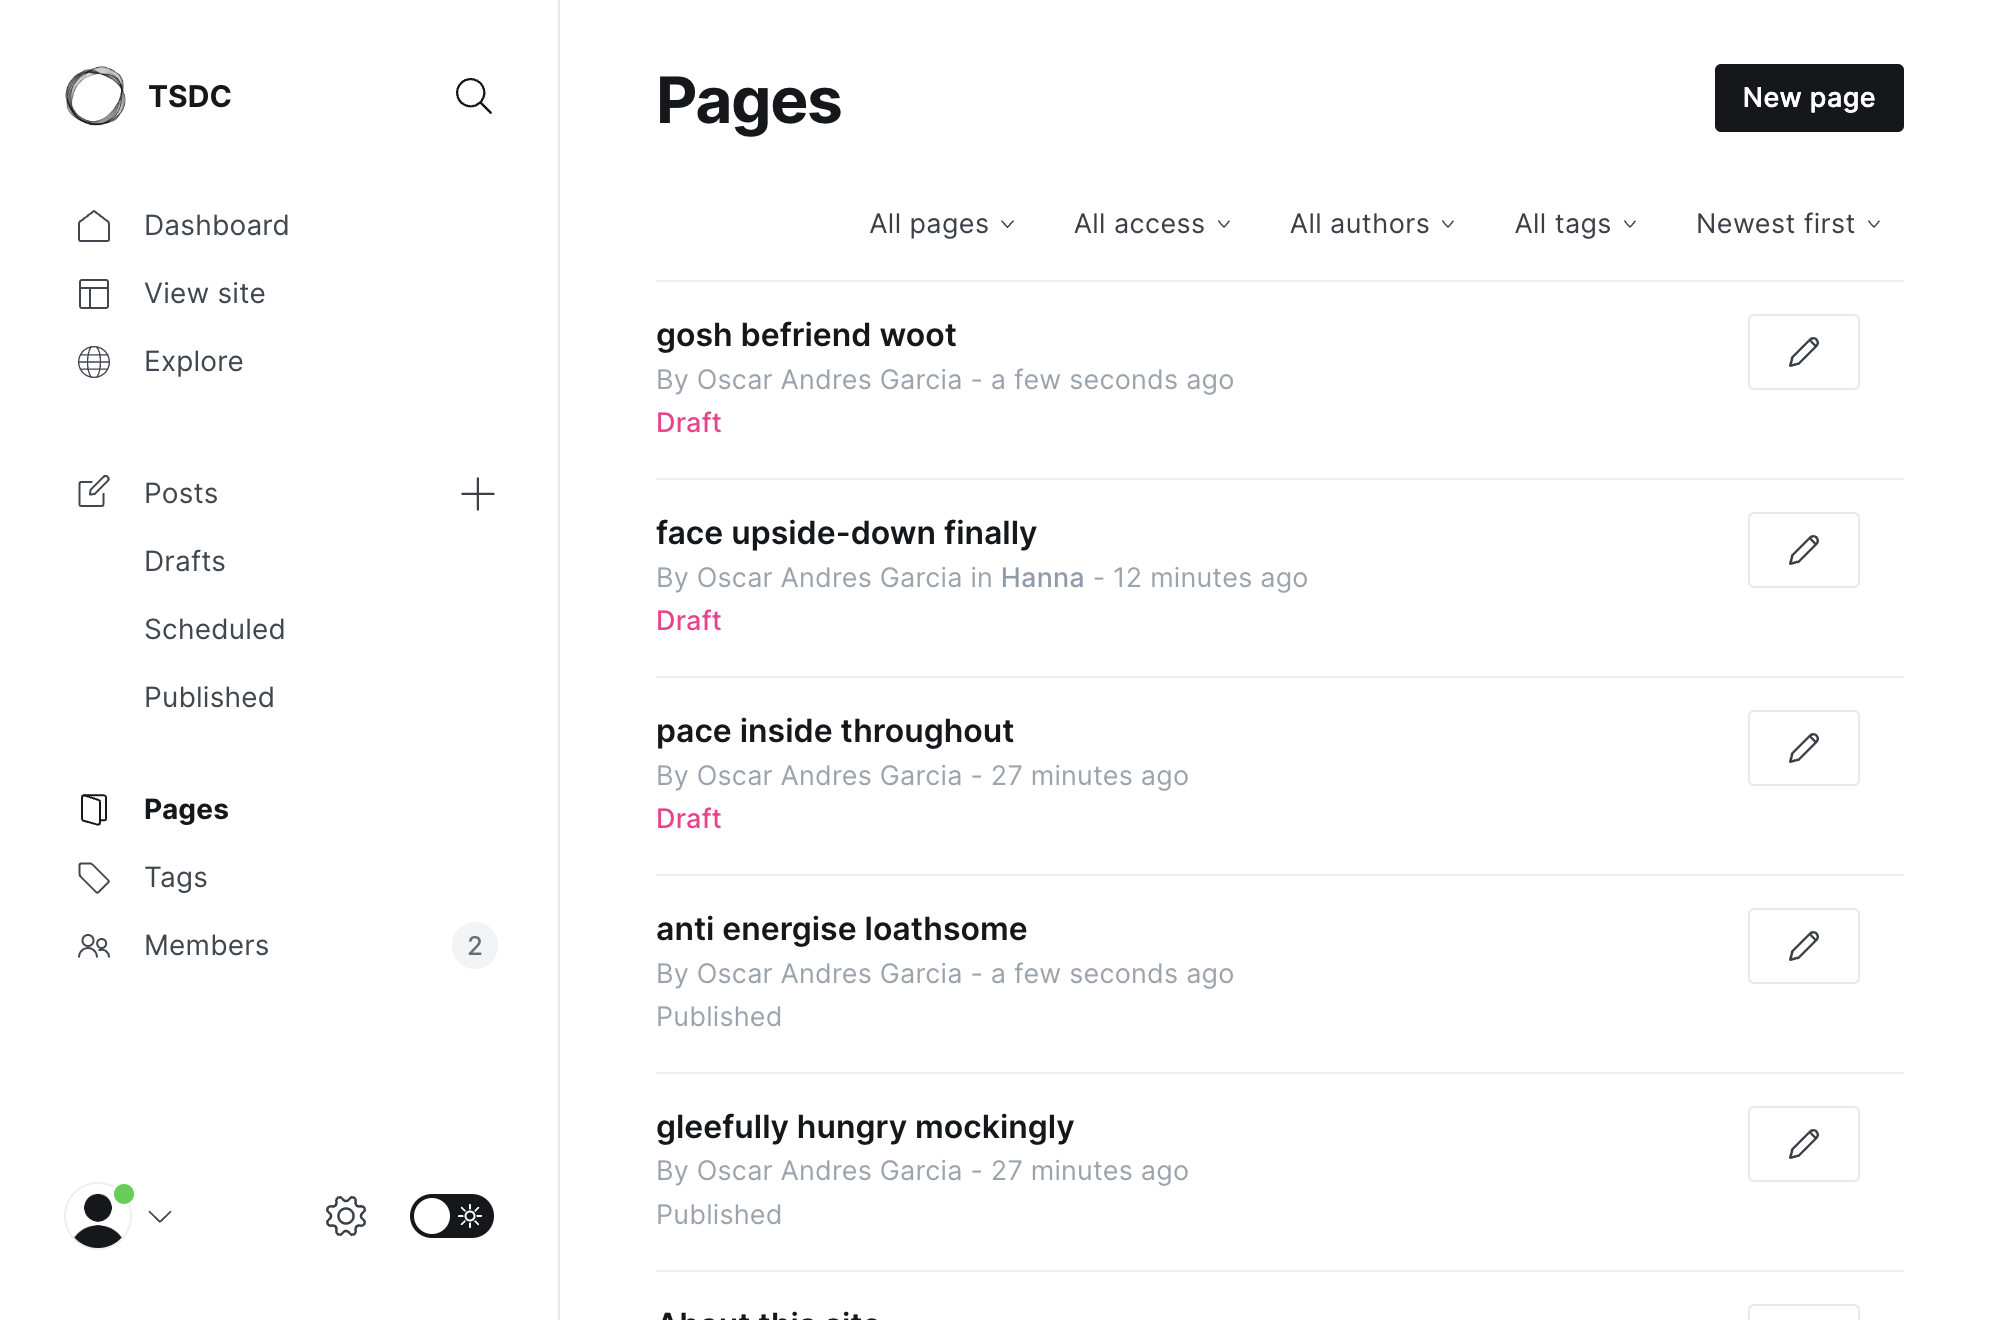 TSDC
Dashboard
View site
Explore
Posts
Drafts
Scheduled
Published
Pages
Tags
Members
2
Pages
New page
All pages
All access
All authors
All tags
Newest first
gosh befriend woot
By Oscar Andres Garcia - a few seconds ago
Draft
face upside-down finally
By Oscar Andres Garcia in Hanna - 12 minutes ago
Draft
pace inside throughout
By Oscar Andres Garcia - 27 minutes ago
Draft
anti energise loathsome
By Oscar Andres Garcia - a few seconds ago
Published
gleefully hungry mockingly
By Oscar Andres Garcia - 27 minutes ago
Published
About this site